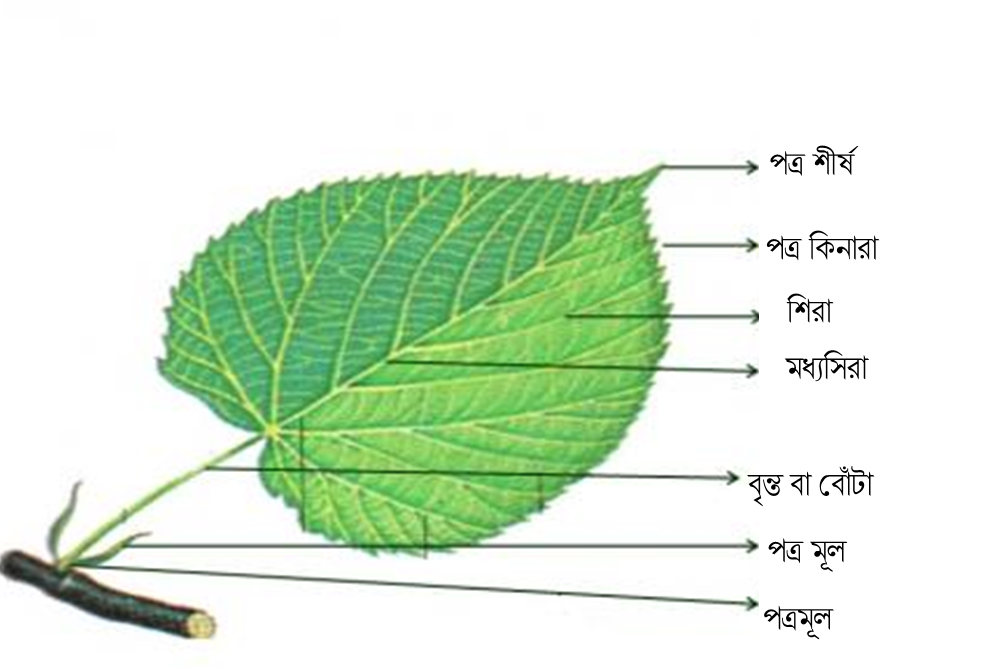 পত্র শীর্ষ
পত্র কিনারা
শিরা
মধ্যসিরা
বৃন্ত বা বোঁটা
পত্র মূল
পত্রমূল